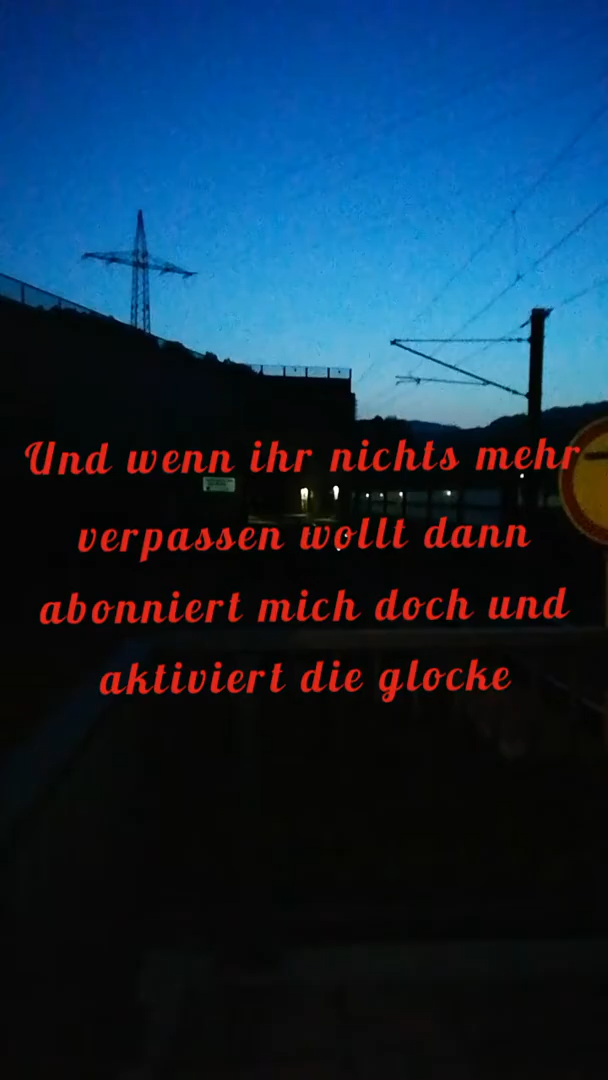 Und wenn ihr nichts mehr
verpassen wollt dann
abonniert mich doch und
aktiviert die glocke